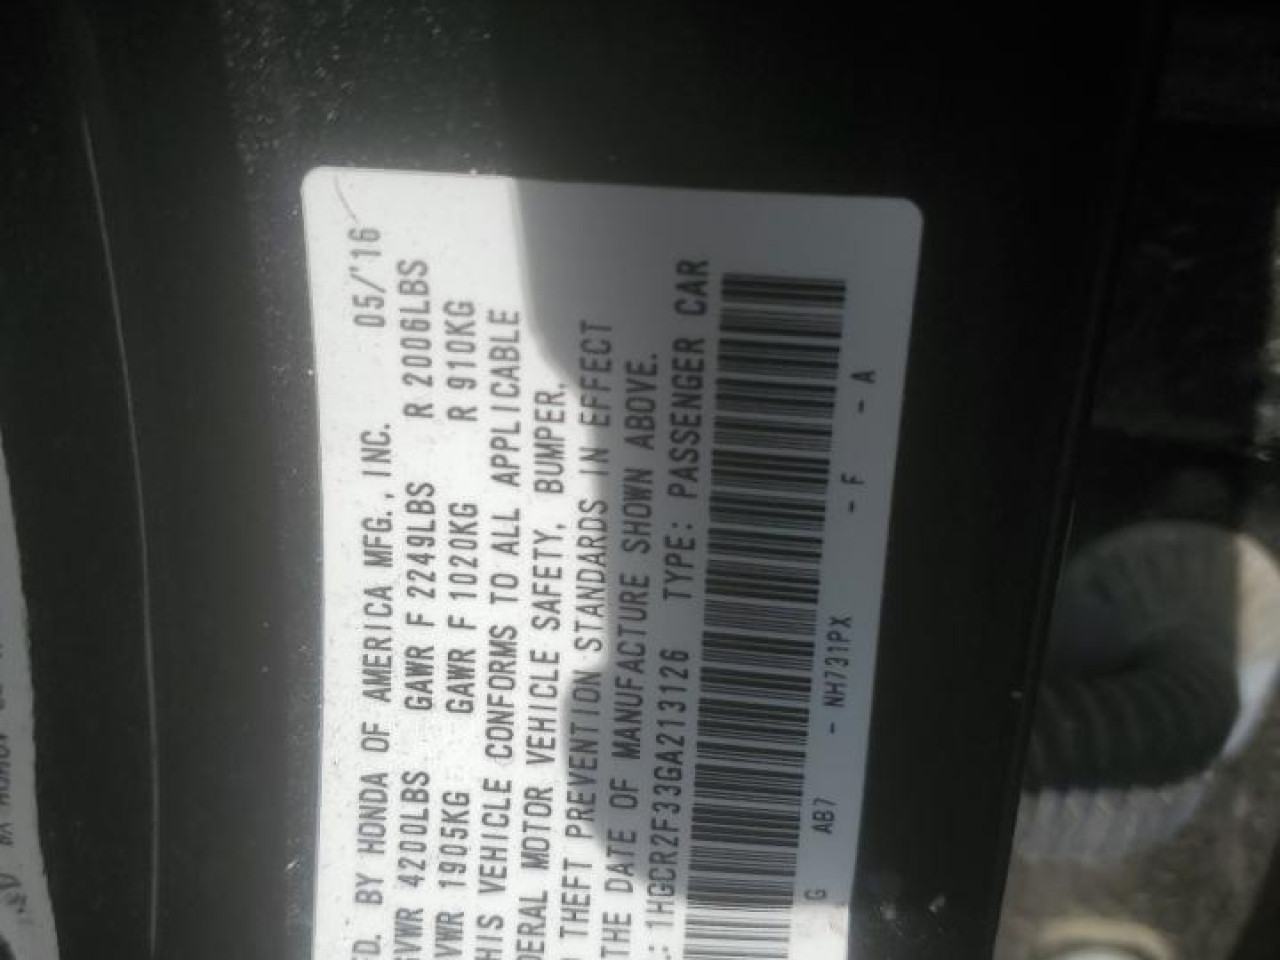 FD. BY HONDA OF AMERICA MFG., INC. 05/'16
GVWR 4200LBS GAWR F 2249LBS R 2006LBS
VWR 1905KG GAWR F 1020KG R 910KG
HIS VEHICLE CONFORMS TO ALL APPLICABLE
DERAL MOTOR VEHICLE SAFETY, BUMPER,
THEFT PREVENTION STANDARDS IN EFFECT
THE DATE OF MANUFACTURE SHOWN ABOVE.
.: 1HGCR2F33GA213126 TYPE: PASSENGER CAR
G AB7 - NH731PX - F - A